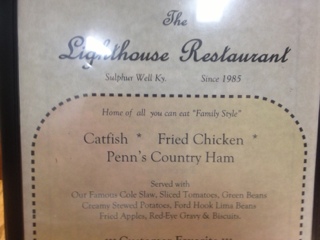 The
Lighthouse Restaurant
Sulphur Well Ky. Since 1985
Home of all you can eat "Family Style"
Catfish * Fried Chicken *
Penn's Country Ham
Served with
Our Famous Cole Slaw, Sliced Tomatoes, Green Beans
Creamy Stewed Potatoes, Ford Hook Lima Beans
Fried Apples, Red-Eye Gravy & Biscuits.